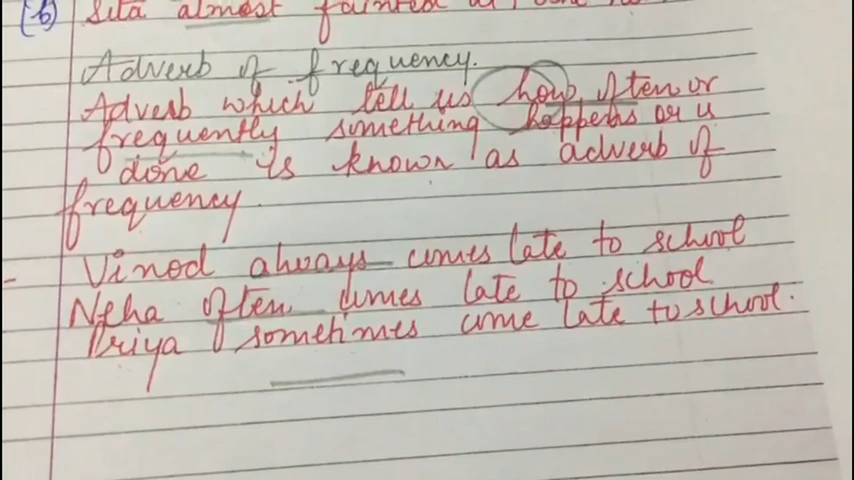 (b) Sita almost fainted
Adverb of frequency.
Adverb which tell us how often or
frequently something happens or is
done is known as adverb of
frequency.
- Vinod always comes late to school
Neha often comes late to school.
Priya sometimes come late to school.